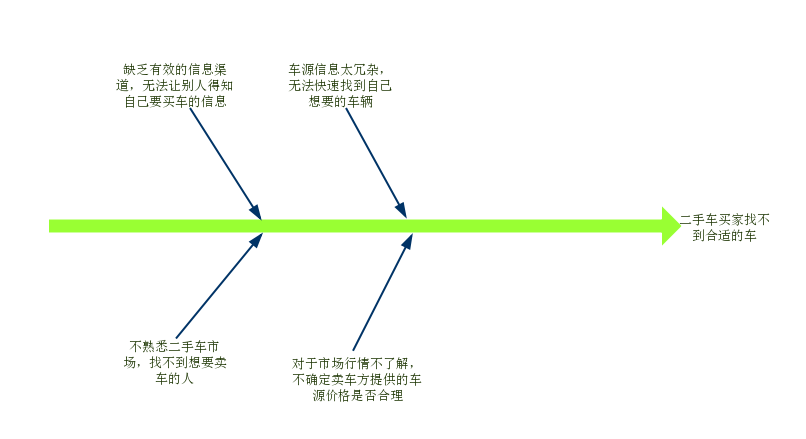 缺乏有效的信息渠
道，无法让别人得知
自己要买车的信息
车源信息太冗杂，
无法快速找到自己
想要的车辆
二手车买家找不
到合适的车
不熟悉二手车市
场，找不到想要卖
车的人
对于市场行情不了解，
不确定卖车方提供的车
源价格是否合理